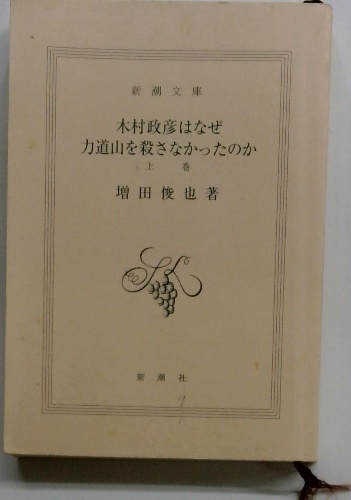 新潮文庫
木村政彦はなぜ
力道山を殺さなかったのか
上巻
増田俊也著
新潮社